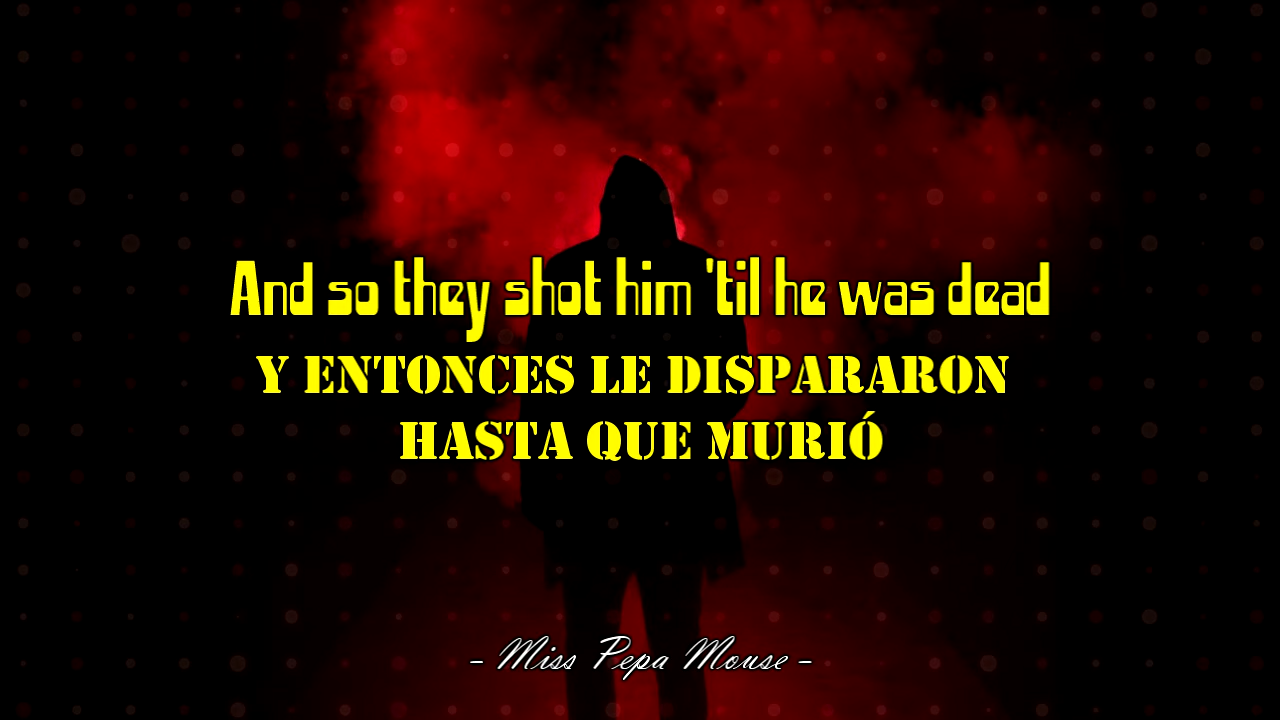 And so they shot him 'til he was dead
Y ENTONCES LE DISPARARON
HASTA QUE MURIÓ
- Miss Pepa Mouse -